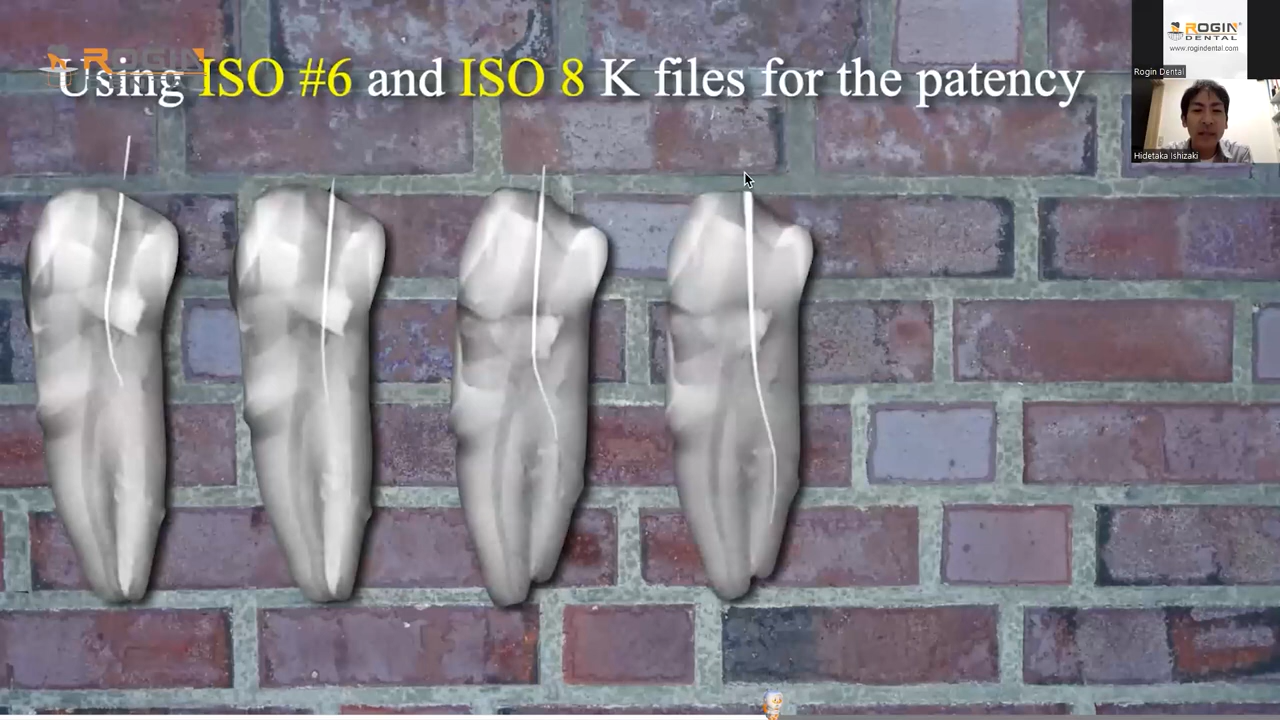 ROGIN
Using ISO #6 and ISO 8 K files for the patency
ROGIN
DENTAL
www.rogindental.com
Rogin Dental
Hidetaka Ishizaki